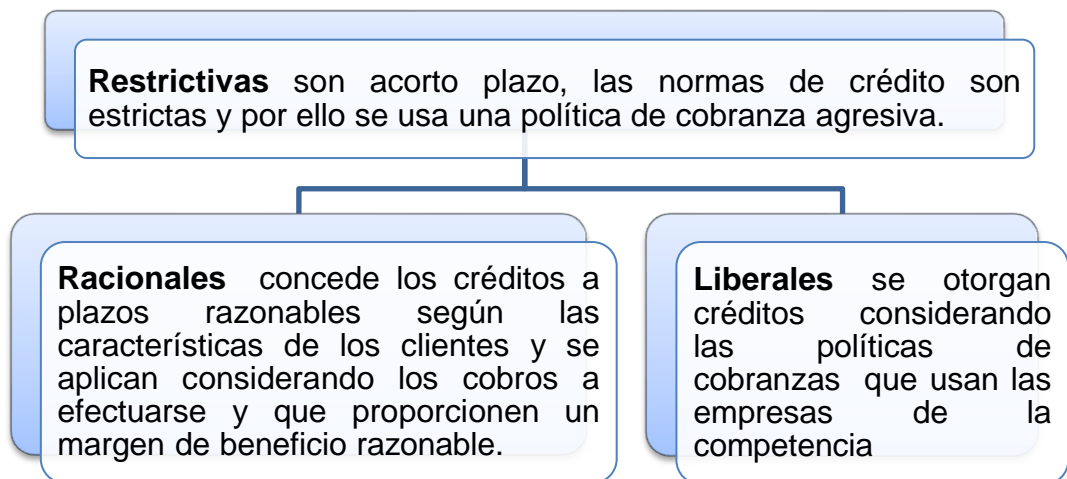 Restrictivas son acorto plazo, las normas de crédito son
estrictas y por ello se usa una política de cobranza agresiva.
Racionales concede los créditos a
plazos razonables según las
características de los clientes y se
aplican considerando los cobros a
efectuarse y que proporcionen un
margen de beneficio razonable.
Liberales se otorgan
créditos considerando
las políticas de
cobranzas que usan las
empresas de la
competencia